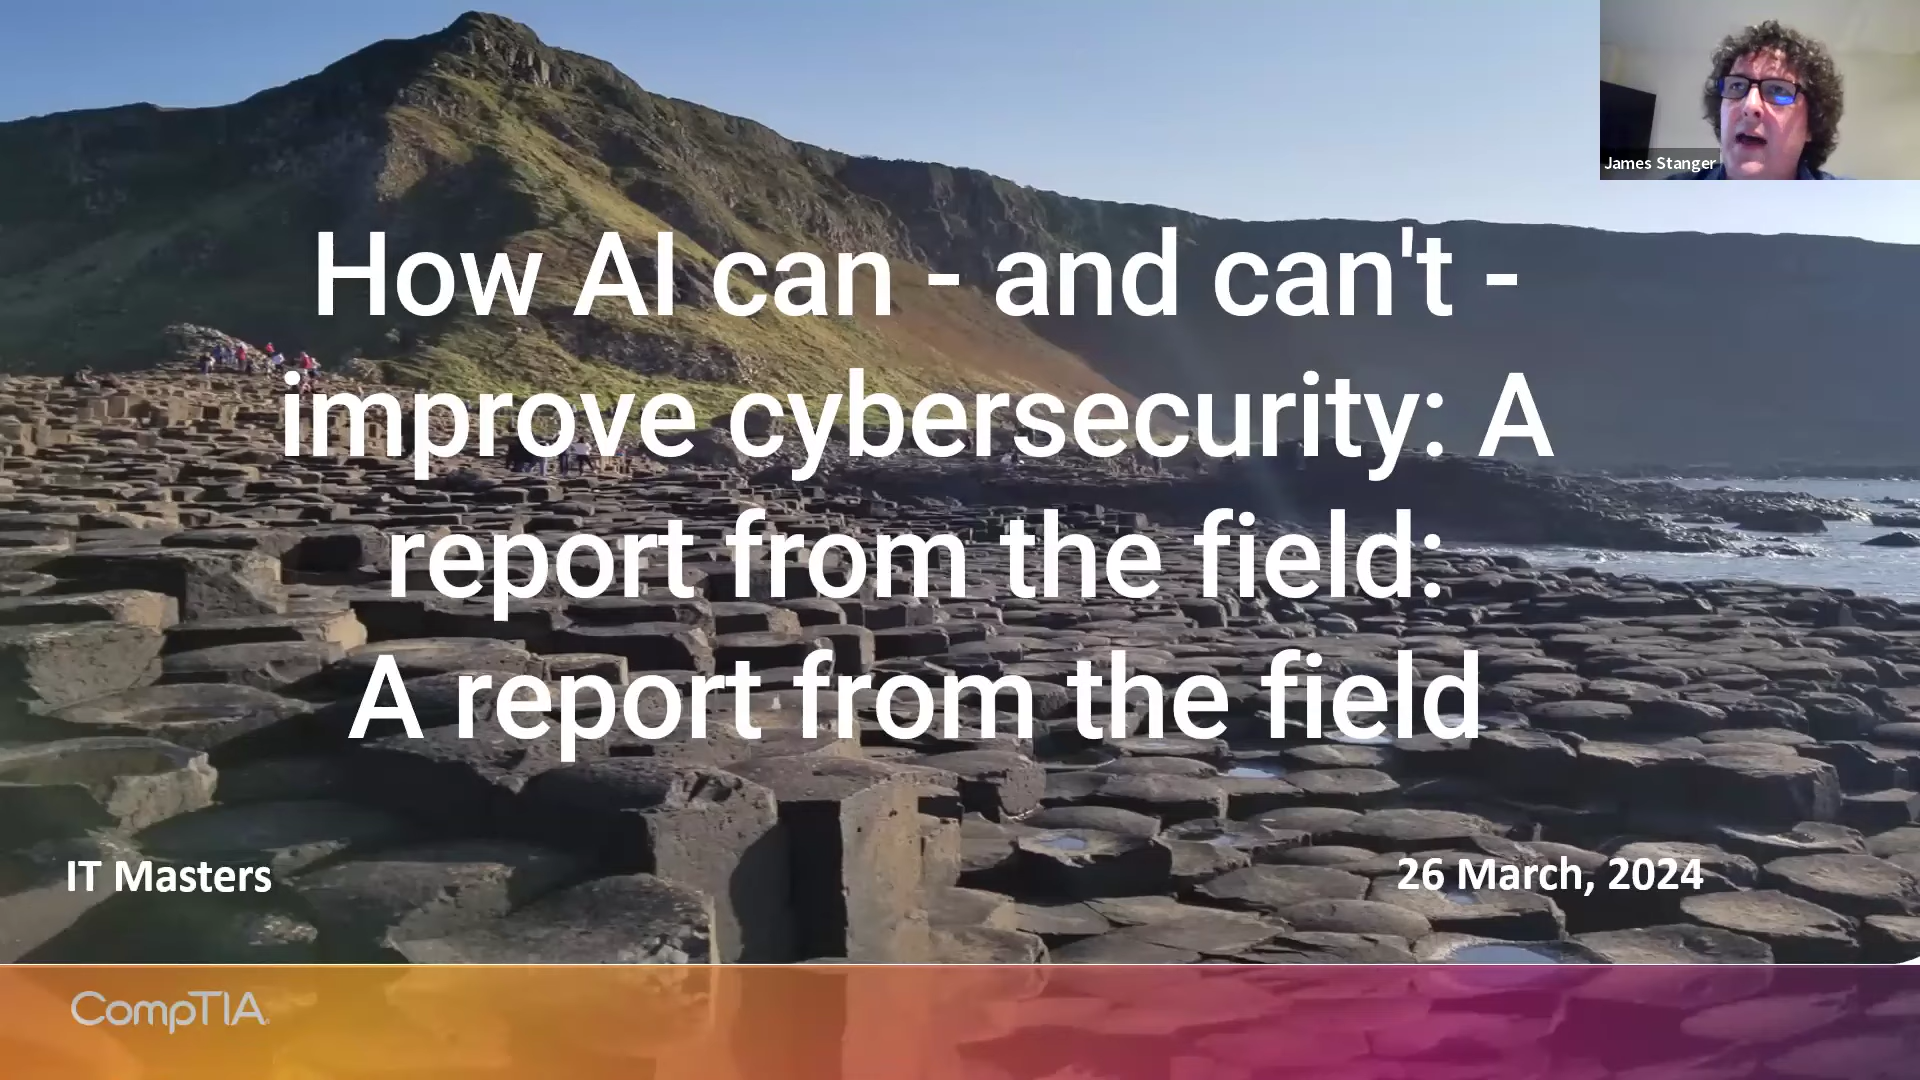 James Stanger
How AI can - and can't -
improve cybersecurity: A
report from the field:
A report from the field
IT Masters
26 March, 2024
CompTIA